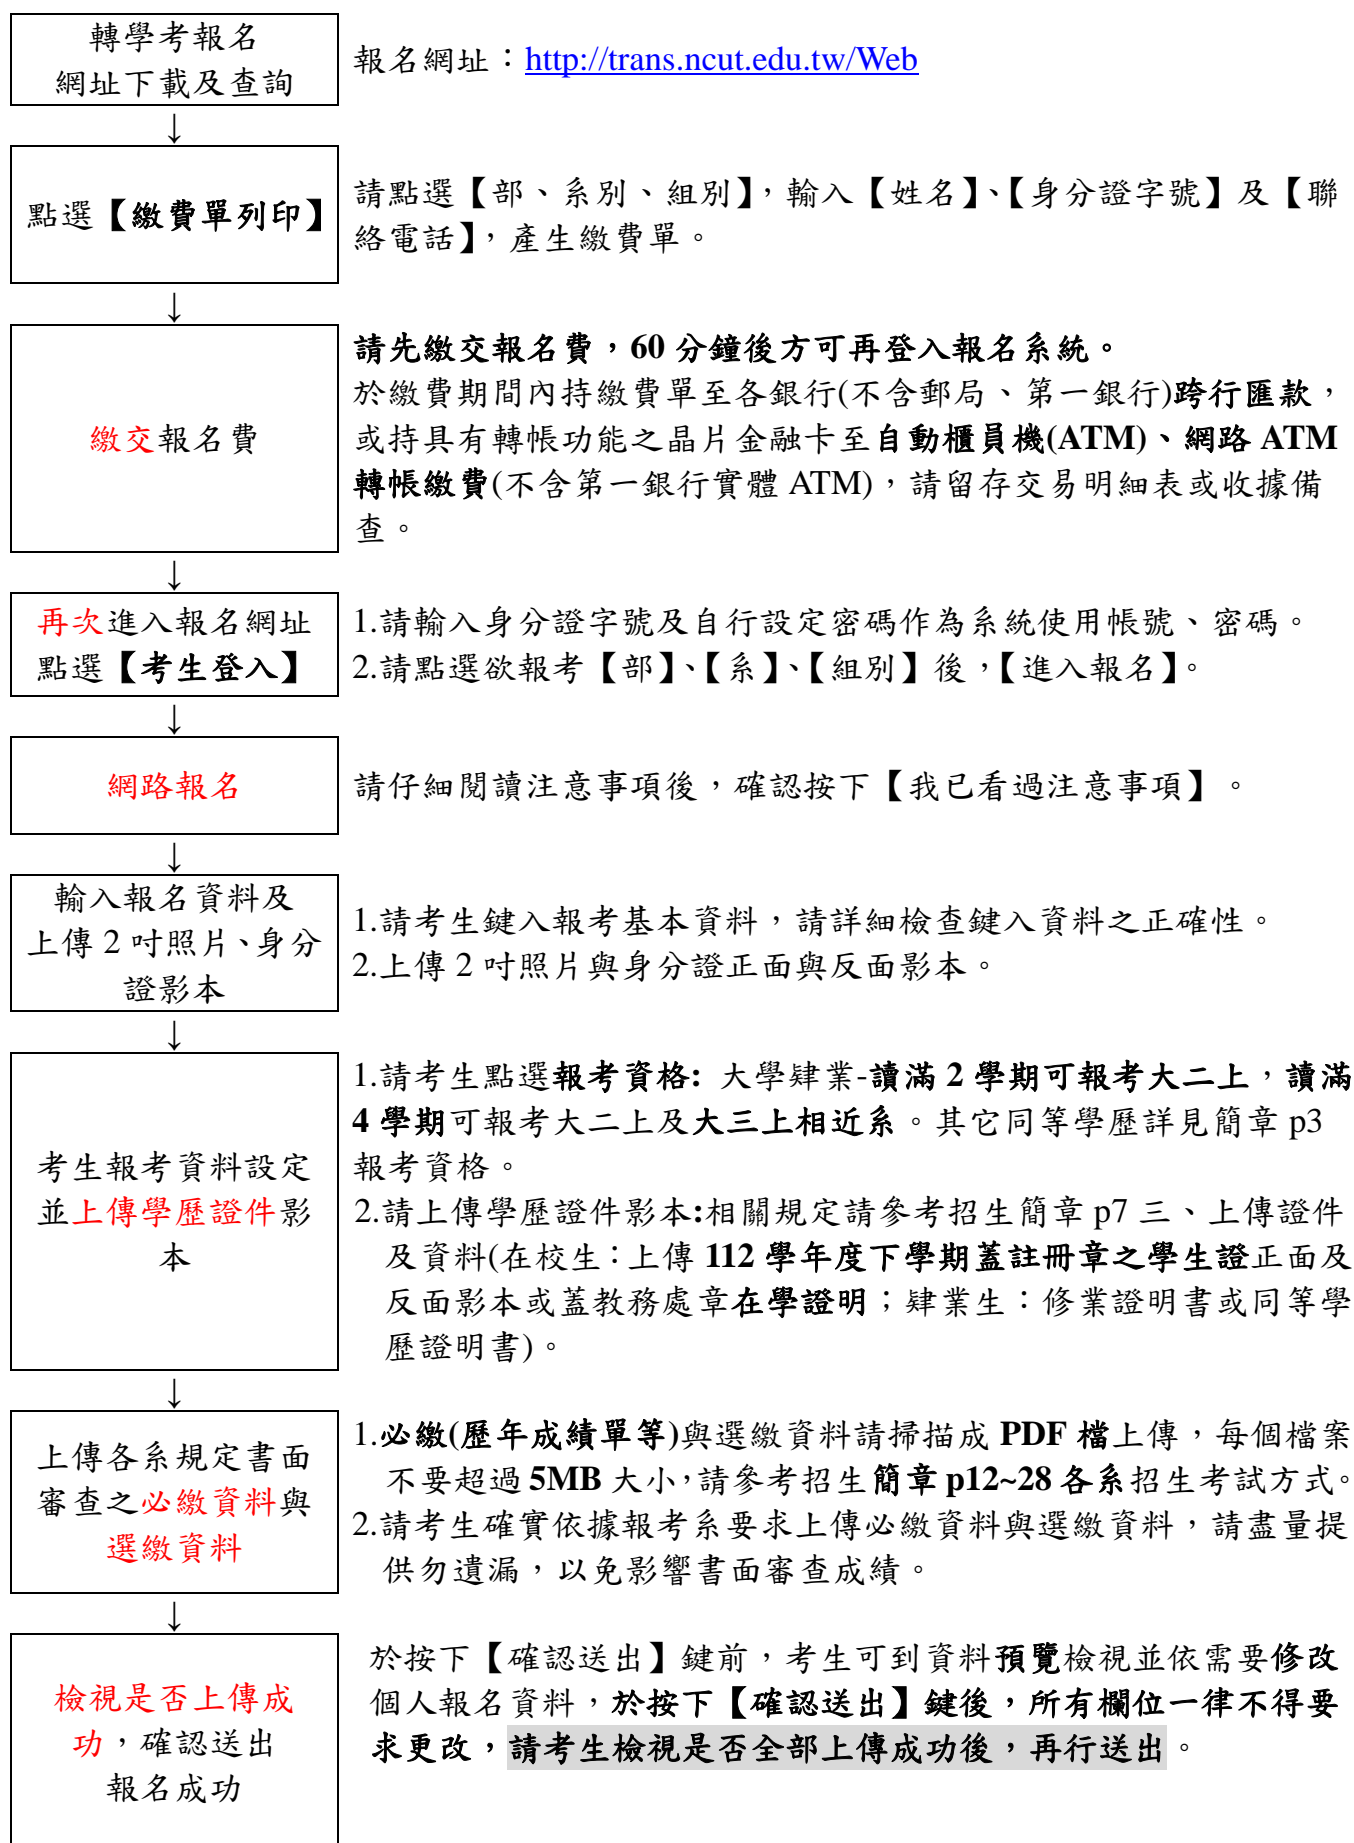 轉學考報名
網址下載及查詢
報名網址：http://trans.ncut.edu.tw/Web
↓
點選【繳費單列印】
請點選【部、系別、組別】，輸入【姓名】、【身分證字號】及【聯
絡電話】，產生繳費單。
↓
繳交報名費
請先繳交報名費，60 分鐘後方可再登入報名系統。
於繳費期間內持繳費單至各銀行(不含郵局、第一銀行)跨行匯款，
或持具有轉帳功能之晶片金融卡至自動櫃員機(ATM)、網路 ATM
轉帳繳費(不含第一銀行實體 ATM)，請留存交易明細表或收據備
查。
↓
再次進入報名網址
點選【考生登入】
1.請輸入身分證字號及自行設定密碼作為系統使用帳號、密碼。
2.請點選欲報考【部】、【系】、【組別】後，【進入報名】。
↓
網路報名
請仔細閱讀注意事項後，確認按下【我已看過注意事項】。
↓
輸入報名資料及
上傳 2 吋照片、身分
證影本
1.請考生鍵入報考基本資料，請詳細檢查鍵入資料之正確性。
2.上傳 2 吋照片與身分證正面與反面影本。
↓
考生報考資料設定
並上傳學歷證件影
本
1.請考生點選報考資格: 大學肄業-讀滿 2 學期可報考大二上，讀滿
4 學期可報考大二上及大三上相近系。其它同等學歷詳見簡章 p3
報考資格。
2.請上傳學歷證件影本:相關規定請參考招生簡章 p7 三、上傳證件
及資料(在校生：上傳 112 學年度下學期蓋註冊章之學生證正面及
反面影本或蓋教務處章在學證明；肄業生：修業證明書或同等學
歷證明書)。
↓
上傳各系規定書面
審查之必繳資料與
選繳資料
1.必繳(歷年成績單等)與選繳資料請掃描成 PDF 檔上傳，每個檔案
不要超過 5MB 大小，請參考招生簡章 p12~28 各系招生考試方式。
2.請考生確實依據報考系要求上傳必繳資料與選繳資料，請盡量提
供勿遺漏，以免影響書面審查成績。
↓
檢視是否上傳成
功，確認送出
報名成功
於按下【確認送出】鍵前，考生可到資料預覽檢視並依需要修改
個人報名資料，於按下【確認送出】鍵後，所有欄位一律不得要
求更改，請考生檢視是否全部上傳成功後，再行送出。